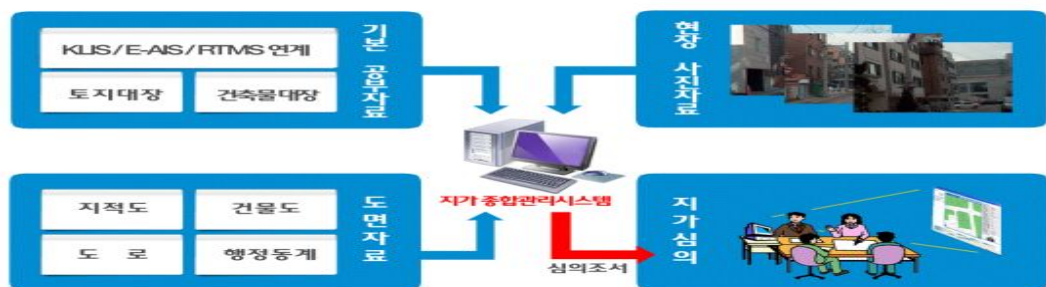 KLIS / E-AIS / RTMS 연계
토지대장
건축물대장
기본 공부자료
현장 사진자료
지가 종합관리시스템
지적도
건물도
도 로
행정동계
도면자료
심의조서
지가심의